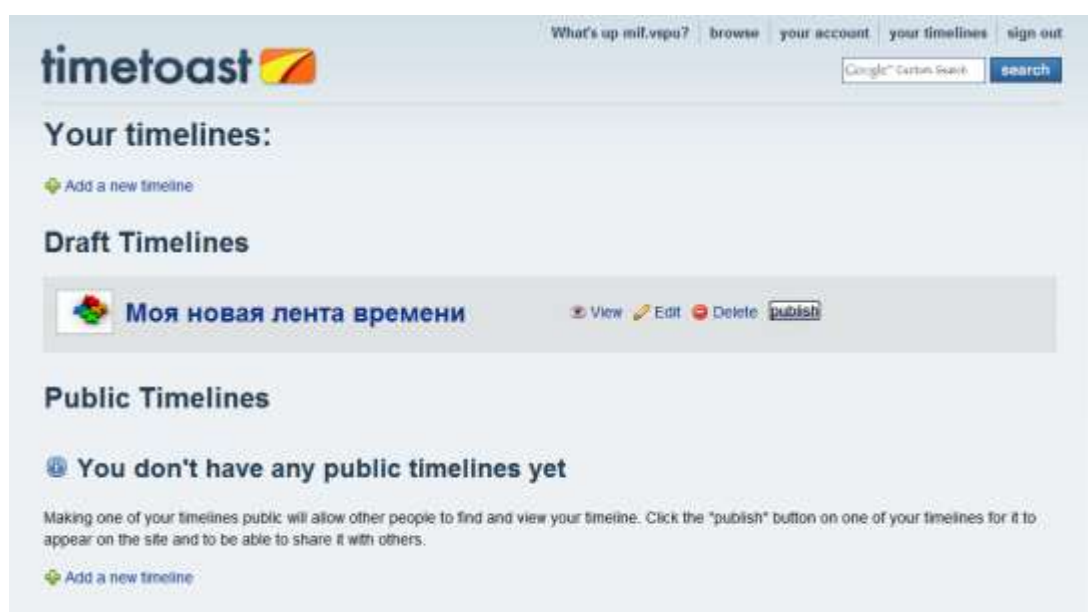 What's up mif.vspu? browse your account your timelines sign out
timetoast
Google™ Custom Search search
Your timelines:
Add a new timeline
Draft Timelines
Моя новая лента времени View Edit Delete publish
Public Timelines
You don't have any public timelines yet
Making one of your timelines public will allow other people to find and view your timeline. Click the "publish" button on one of your timelines for it to
appear on the site and to be able to share it with others.
Add a new timeline